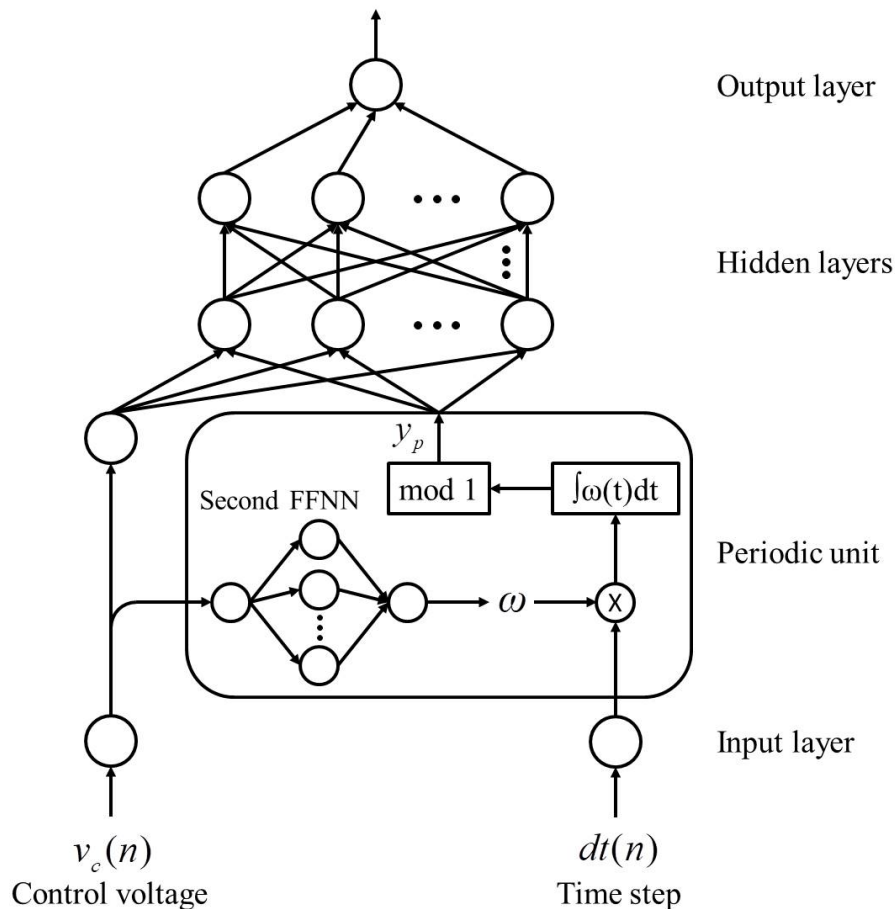 Output layer
Hidden layers
y_p
mod 1
∫ω(t)dt
Second FFNN
Periodic unit
ω
X
Input layer
v_c(n)
dt(n)
Control voltage
Time step